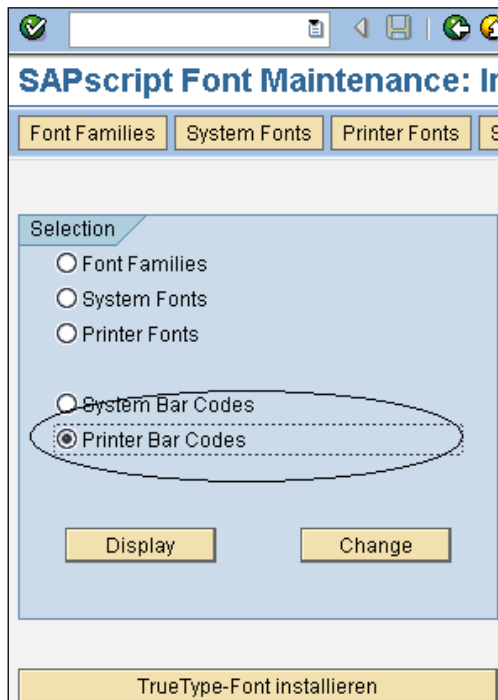 SAPscript Font Maintenance:
Font Families System Fonts Printer Fonts
Selection
Font Families
System Fonts
Printer Fonts
System Bar Codes
Printer Bar Codes
Display Change
TrueType-Font installieren